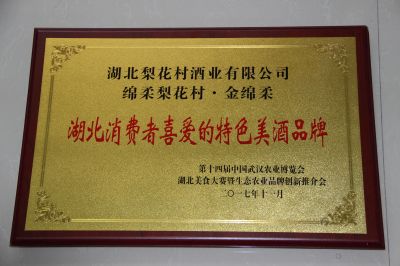 湖北梨花村酒业有限公司
绵柔梨花村·金绵柔
湖北消费者喜爱的特色美酒品牌
第十四届中国武汉农业博览会
湖北美食大赛暨生态农业品牌创新推介会
二〇一七年十一月